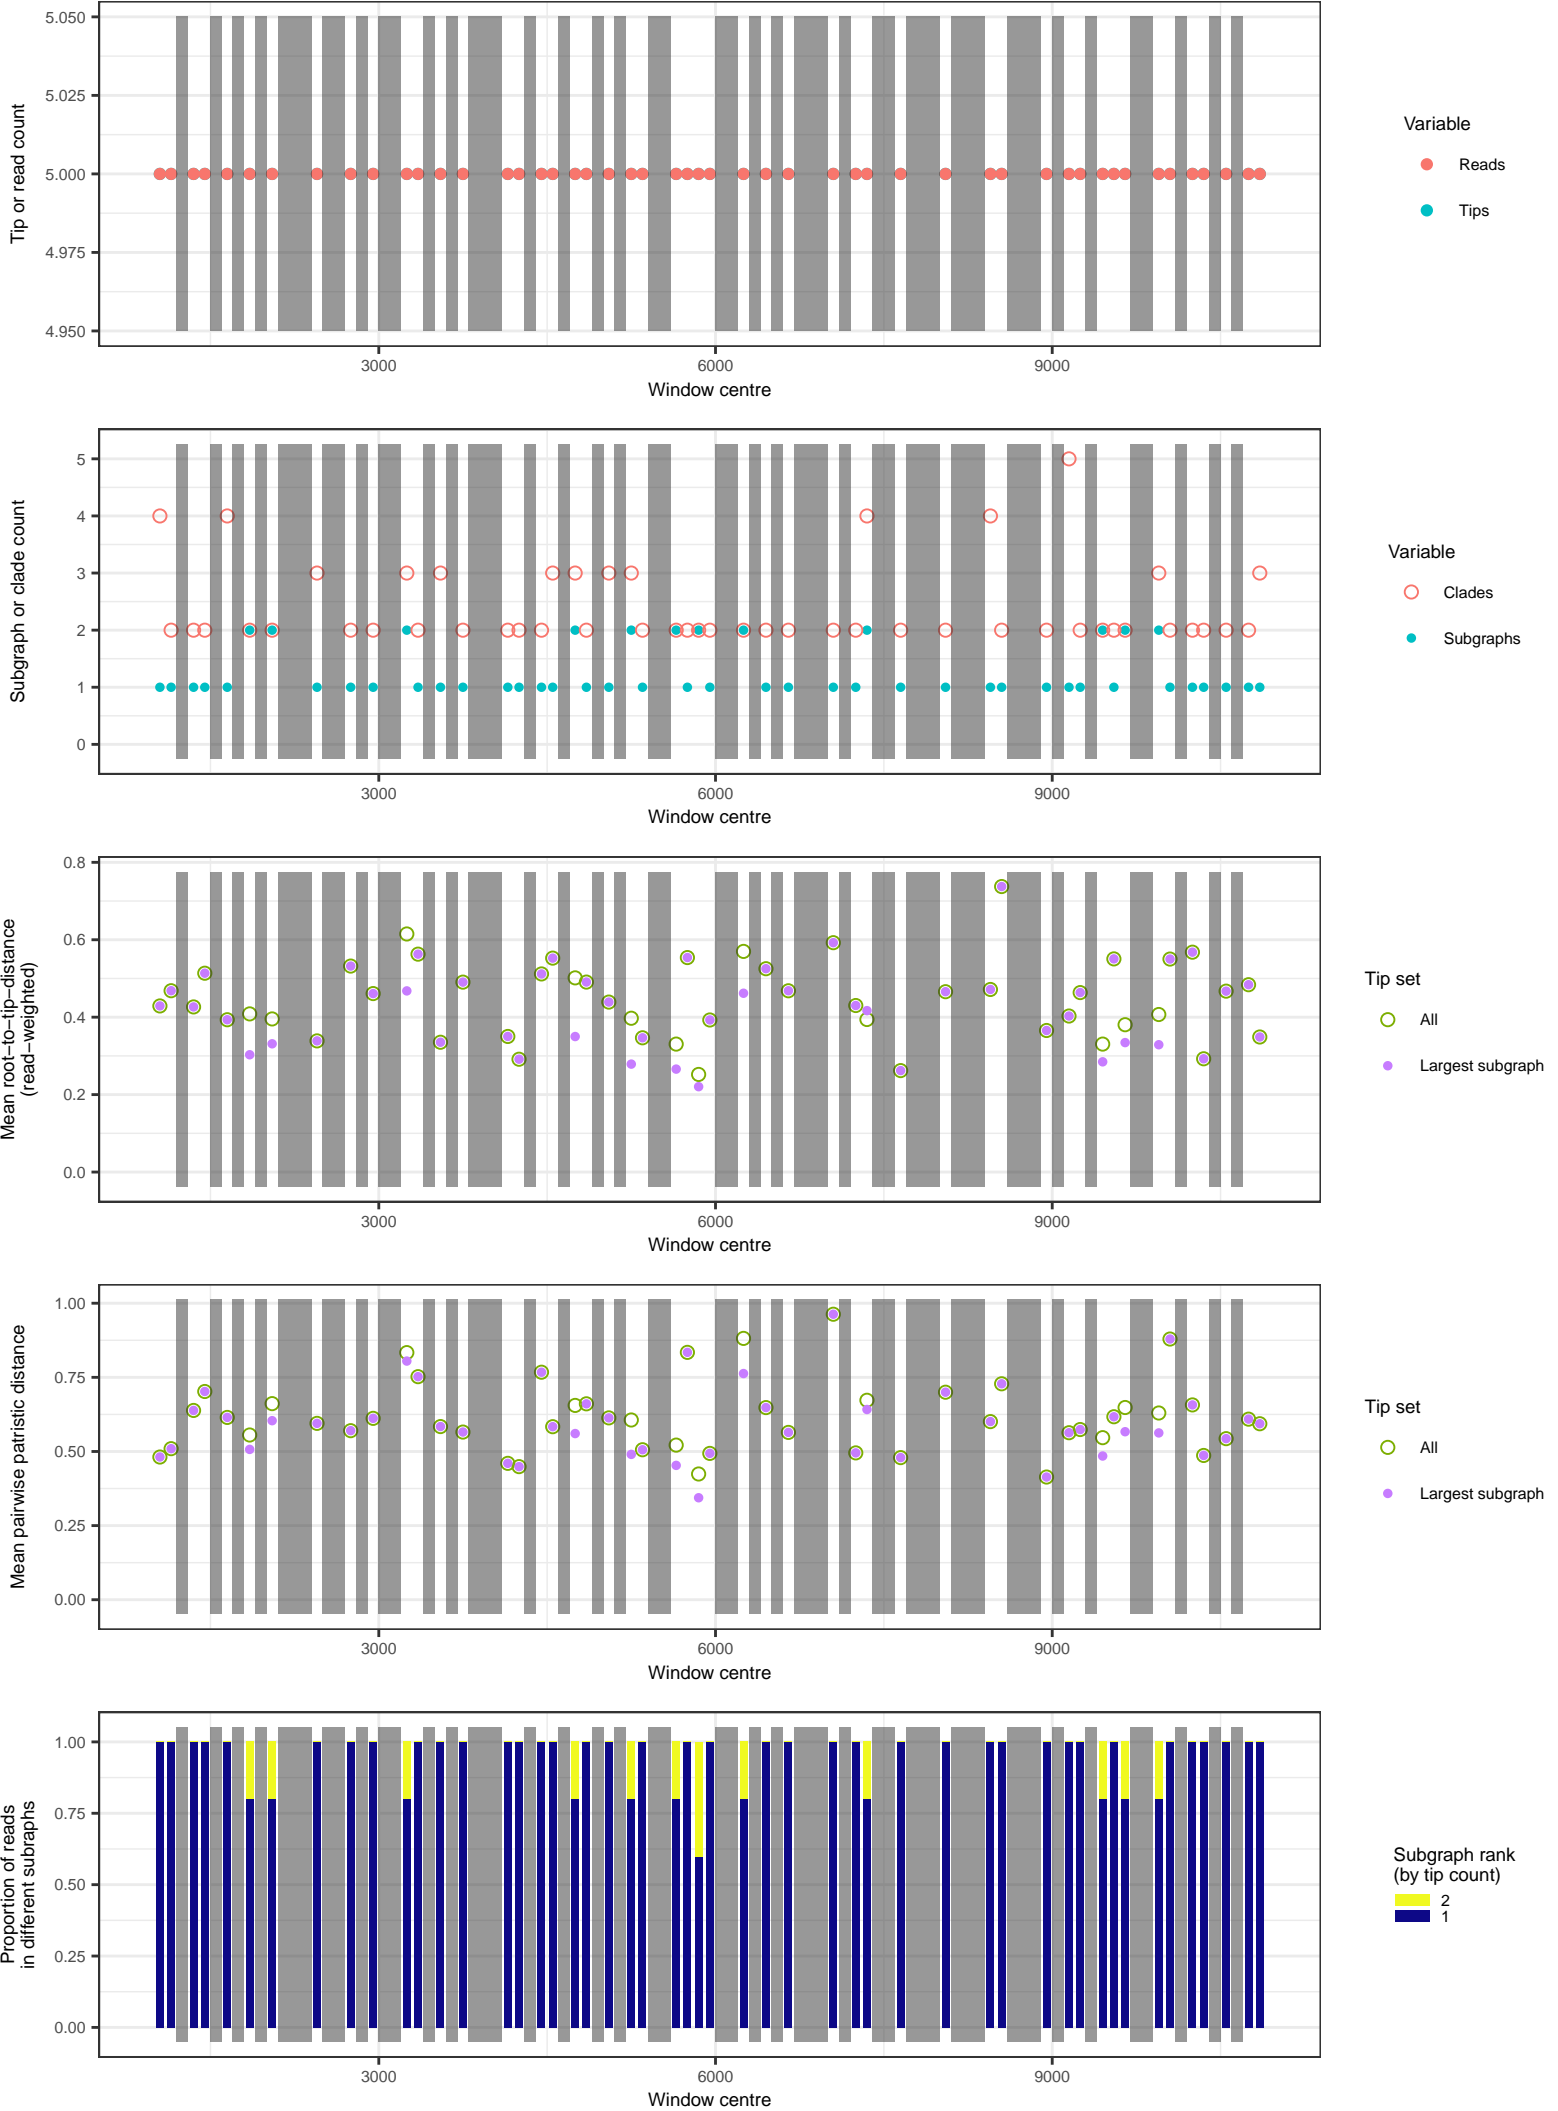 5.050
5.025
5.000
4.975
4.950
Tip or read count
3000
6000
9000
Window centre
Variable
Reads
Tips
5
4
3
2
1
0
Subgraph or clade count
3000
6000
9000
Window centre
Variable
Clades
Subgraphs
0.8
0.6
0.4
0.2
0.0
Mean root−to−tip−distance
(read−weighted)
3000
6000
9000
Window centre
Tip set
All
Largest subgraph
1.00
0.75
0.50
0.25
0.00
Mean pairwise patristic distance
3000
6000
9000
Window centre
Tip set
All
Largest subgraph
1.00
0.75
0.50
0.25
0.00
Proportion of reads
in different subraphs
3000
6000
9000
Window centre
Subgraph rank
(by tip count)
2
1